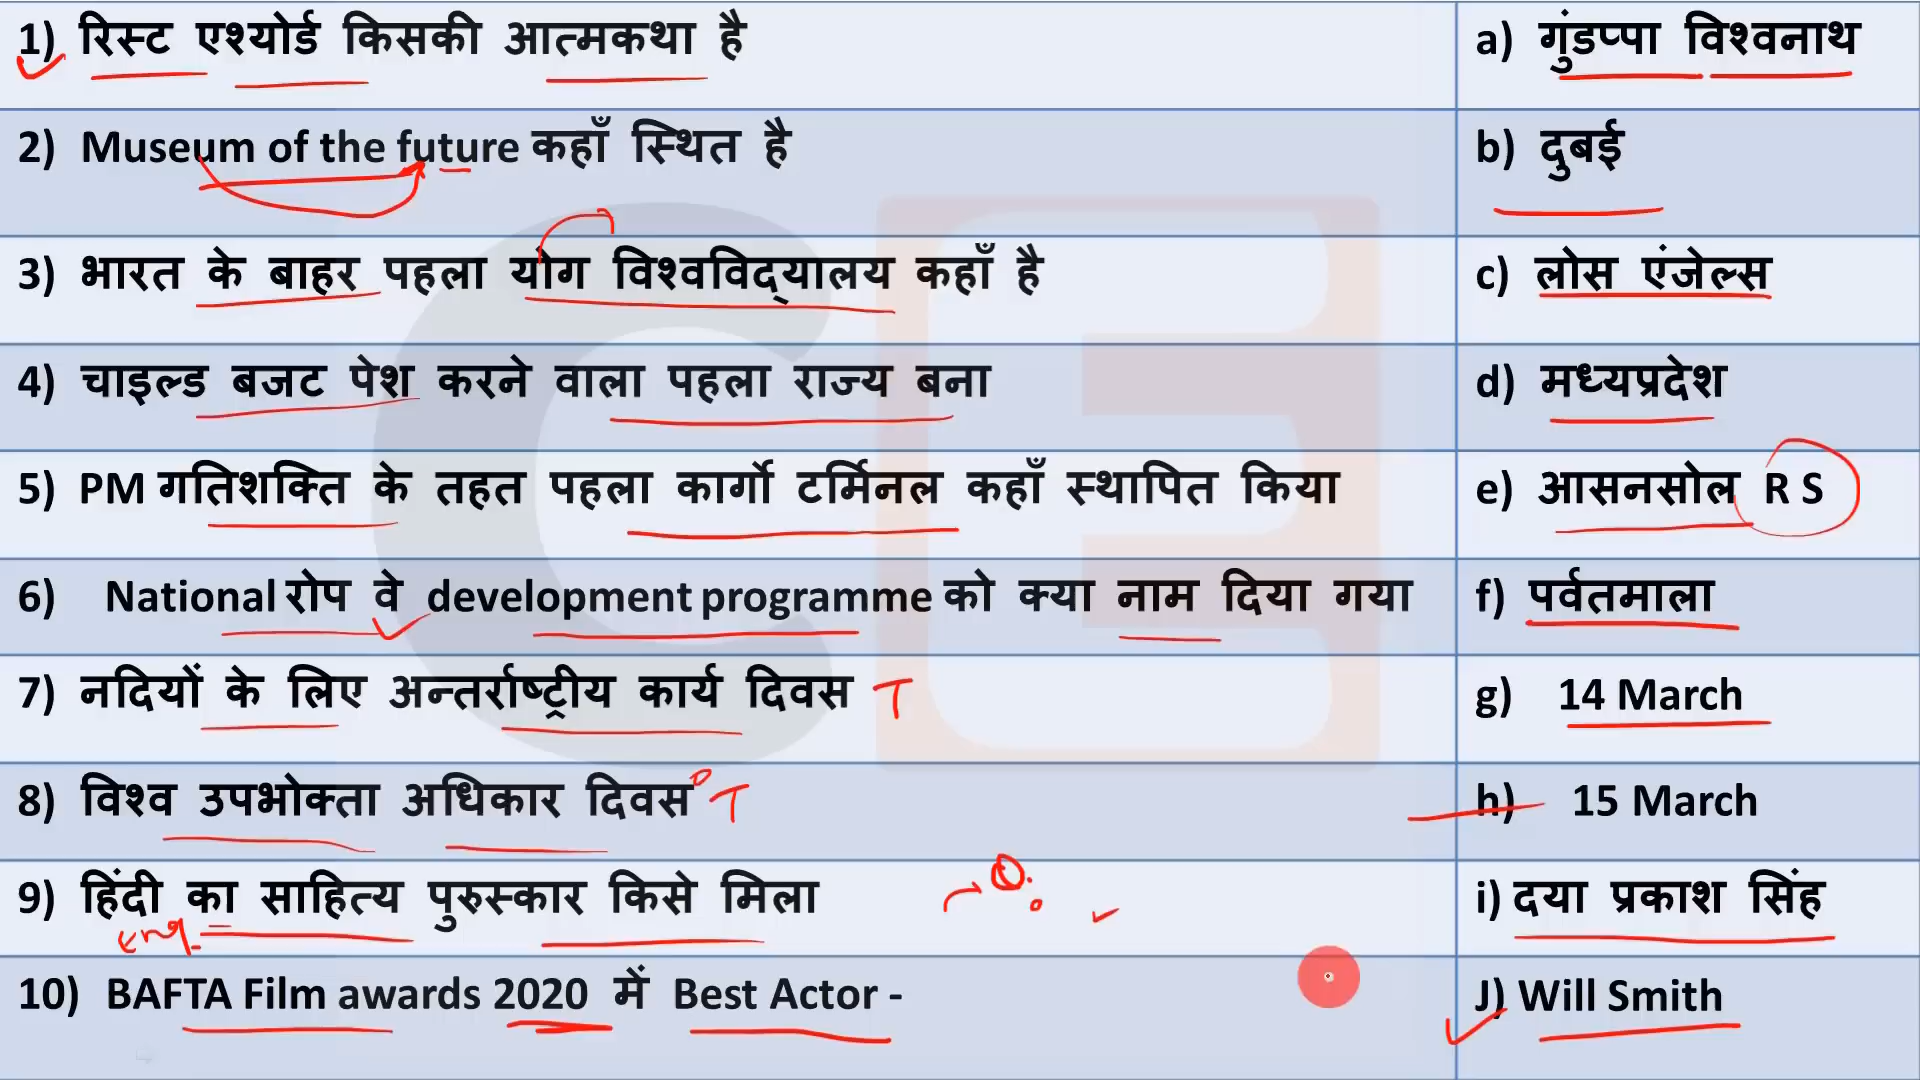 1) रिस्ट एश्योर्ड किसकी आत्मकथा है
a) गुंडप्पा विश्वनाथ
2) Museum of the future कहाँ स्थित है
b) दुबई
3) भारत के बाहर पहला योग विश्वविद्यालय कहाँ है
c) लोस एंजेल्स
4) चाइल्ड बजट पेश करने वाला पहला राज्य बना
d) मध्यप्रदेश
5) PM गतिशक्ति के तहत पहला कार्गो टर्मिनल कहाँ स्थापित किया
e) आसनसोल R S
6) National रोप वे development programme को क्या नाम दिया गया
f) पर्वतमाला
7) नदियों के लिए अन्तर्राष्ट्रीय कार्य दिवस T
g) 14 March
8) विश्व उपभोक्ता अधिकार दिवस T
h) 15 March
9) हिंदी का साहित्य पुरुस्कार किसे मिला
i) दया प्रकाश सिंह
Eng.
10) BAFTA Film awards 2020 में Best Actor -
J) Will Smith
CE